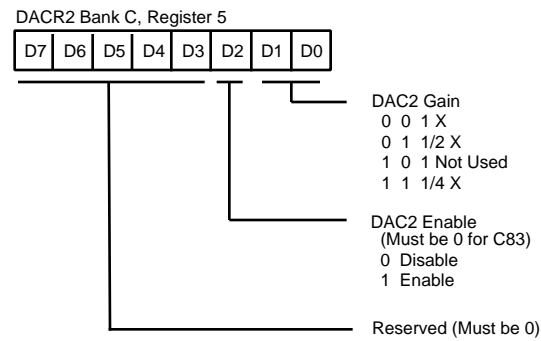 DACR2 Bank C, Register 5
D7 D6 D5 D4 D3 D2 D1 D0
DAC2 Gain
0 0 1 X
0 1 1/2 X
1 0 1 Not Used
1 1 1/4 X
DAC2 Enable
(Must be 0 for C83)
0 Disable
1 Enable
Reserved (Must be 0)